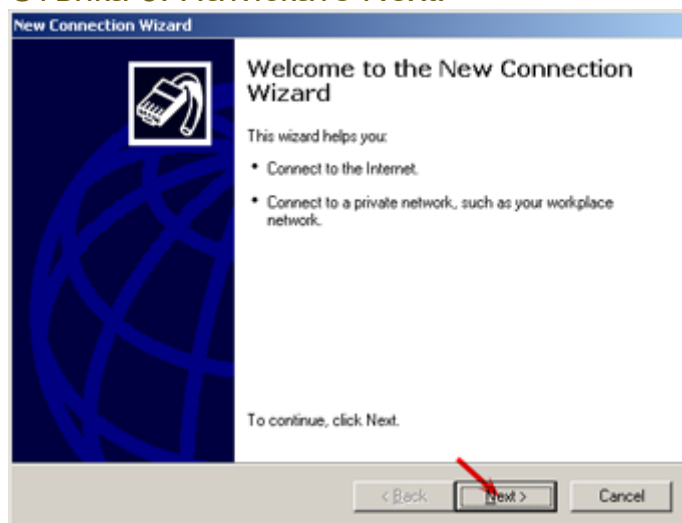 New Connection Wizard
Welcome to the New Connection
Wizard
This wizard helps you:
• Connect to the Internet.
• Connect to a private network, such as your workplace
network.
To continue, click Next.
< Back
Next >
Cancel